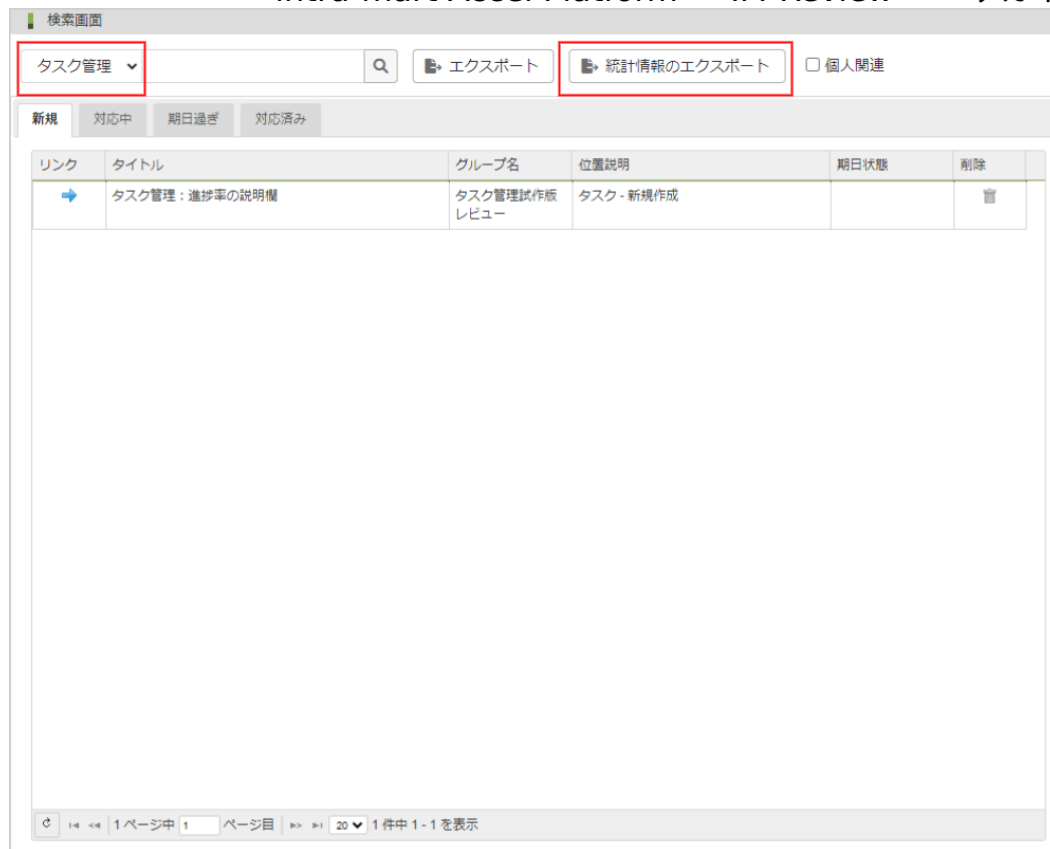 検索画面
タスク管理
エクスポート 統計情報のエクスポート 個人関連
新規 対応中 期日過ぎ 対応済み
リンク タイトル グループ名 位置説明 期日状態 削除
タスク管理：進捗率の説明欄 タスク管理試作版 タスク - 新規作成
レビュー
1 ページ中 1 ページ目 20 1 件中 1 - 1 を表示